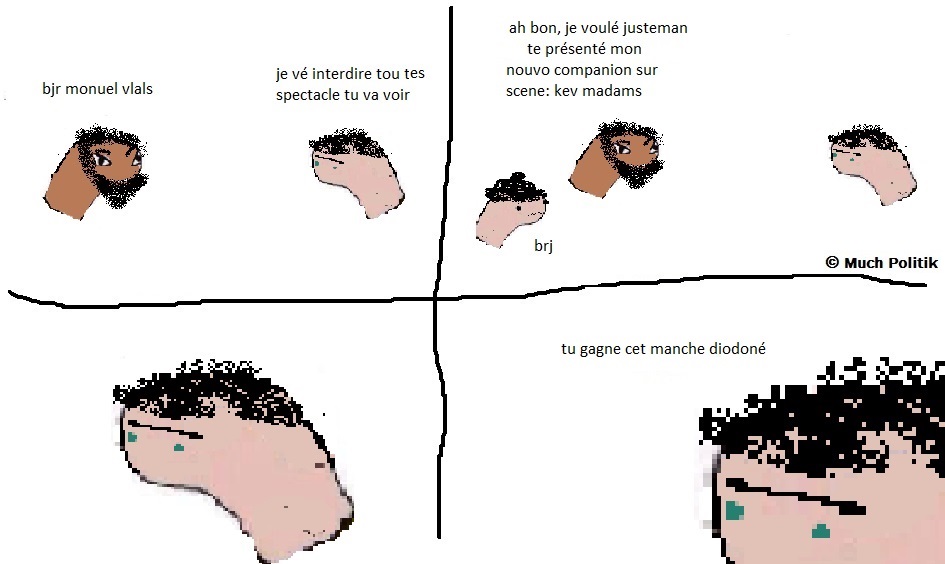 bjr monuel vlals
je vé interdire tou tes
spectacle tu va voir
ah bon, je voulé justeman
te présenté mon
nouvo companion sur
scene: kev madams
brj
© Much Politik
tu gagne cet manche diodoné